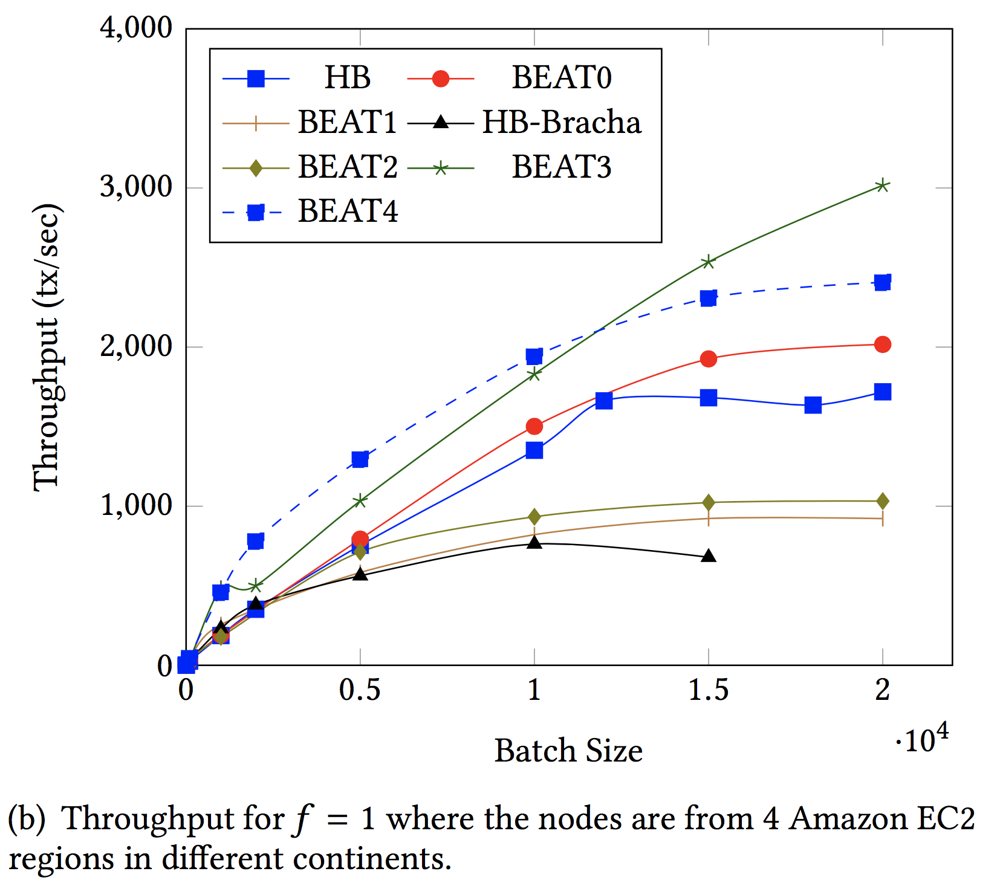 4,000
3,000
2,000
1,000
0
Throughput (tx/sec)
HB BEAT0
BEAT1 HB-Bracha
BEAT2 BEAT3
BEAT4
0 0.5 1 1.5 2
·10⁴
Batch Size
(b) Throughput for f = 1 where the nodes are from 4 Amazon EC2
regions in different continents.